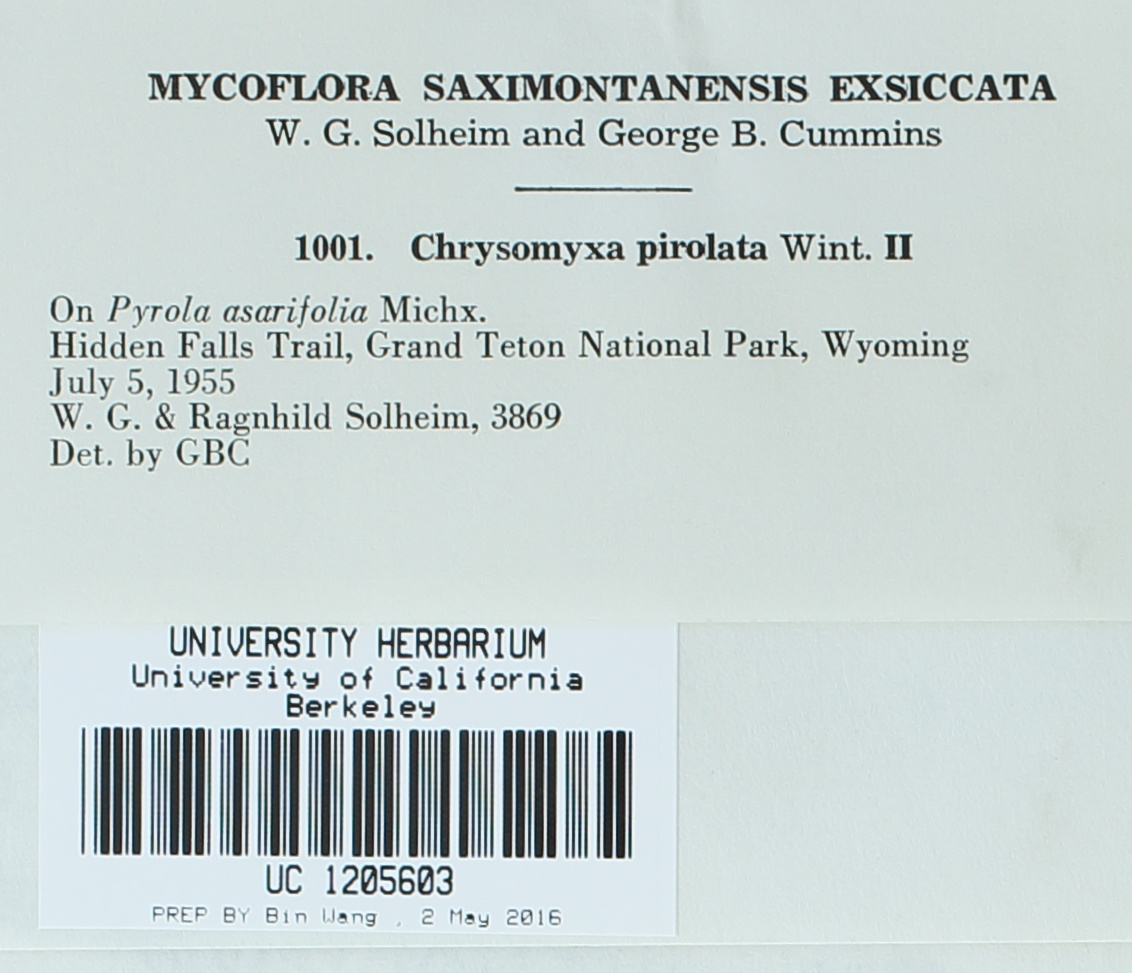 MYCOFLORA SAXIMONTANENSIS EXSICCATA
W. G. Solheim and George B. Cummins
1001. Chrysomyxa pirolata Wint. II
On Pyrola asarifolia Michx.
Hidden Falls Trail, Grand Teton National Park, Wyoming
July 5, 1955
W. G. & Ragnhild Solheim, 3869
Det. by GBC
UNIVERSITY HERBARIUM
University of California
Berkeley
UC 1205603
PREP BY Bin Wang , 2 May 2016